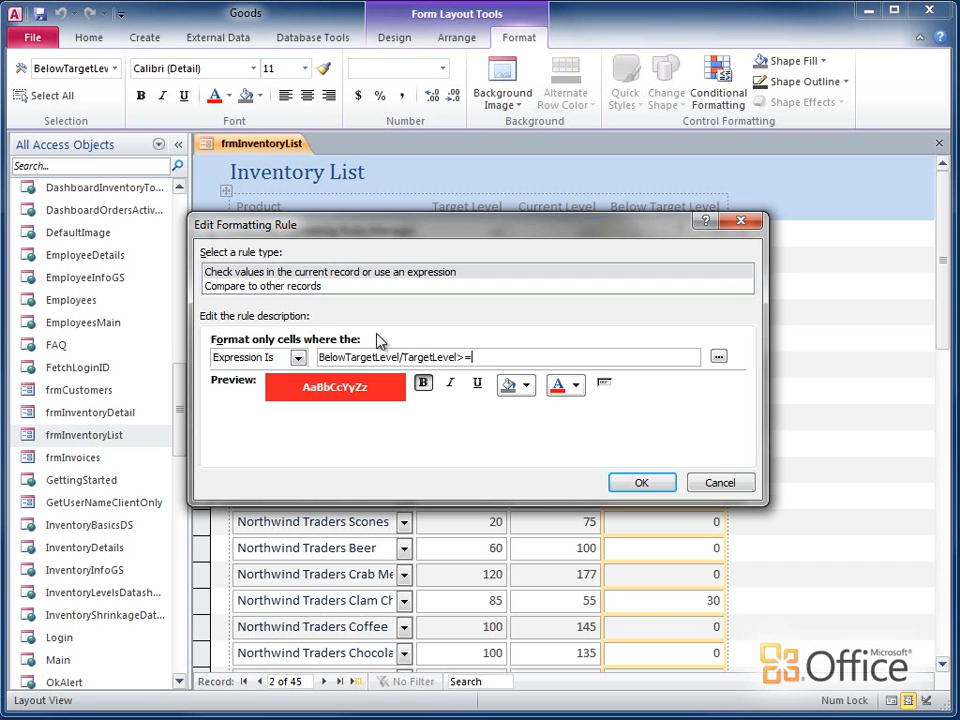 Goods
Form Layout Tools
File
Home
Create
External Data
Database Tools
Design
Arrange
Format
BelowTargetLev
Calibri (Detail)
11
Select All
B I U A
$ % ,
Background Image
Alternate Row Color
Quick Styles
Change Shape
Conditional Formatting
Shape Fill
Shape Outline
Shape Effects
Selection
Font
Number
Background
Control Formatting
All Access Objects
Search...
DashboardInventoryTo...
DashboardOrdersActiv...
DefaultImage
EmployeeDetails
EmployeeInfoGS
Employees
EmployeesMain
FAQ
FetchLoginID
frmCustomers
frmInventoryDetail
frmInventoryList
frmInvoices
GettingStarted
GetUserNameClientOnly
InventoryBasicsDS
InventoryDetails
InventoryInfoGS
InventoryLevelsDatash...
InventoryShrinkageDat...
Login
Main
OkAlert
frmInventoryList
Inventory List
Product Target Level Current Level Below Target Level
Edit Formatting Rule
Select a rule type:
Check values in the current record or use an expression
Compare to other records
Edit the rule description:
Format only cells where the:
Expression Is
BelowTargetLevel/TargetLevel>=
...
Preview:
AaBbCcYyZz
B I U A
OK
Cancel
Northwind Traders Scones 20 75 0
Northwind Traders Beer 60 100 0
Northwind Traders Crab Me 120 177 0
Northwind Traders Clam Ch 85 55 30
Northwind Traders Coffee 100 145 0
Northwind Traders Chocola 100 135 0
Record: 2 of 45 No Filter Search
Microsoft®
Office
Layout View
Num Lock